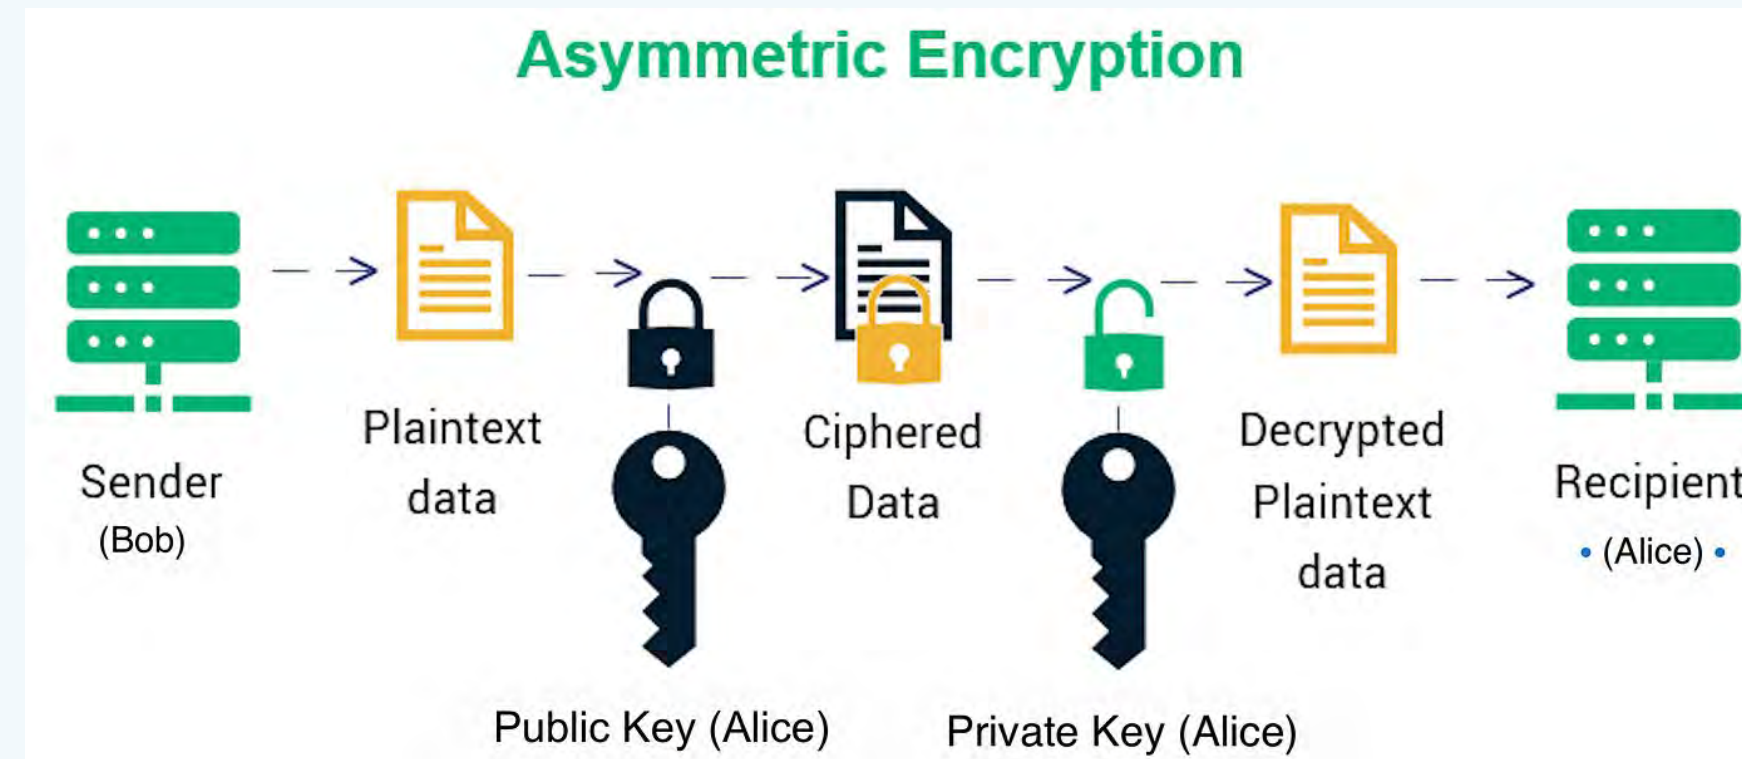 Asymmetric Encryption
Sender
(Bob)
Plaintext
data
Public Key (Alice)
Ciphered
Data
Private Key (Alice)
Decrypted
Plaintext
data
Recipient
• (Alice) •